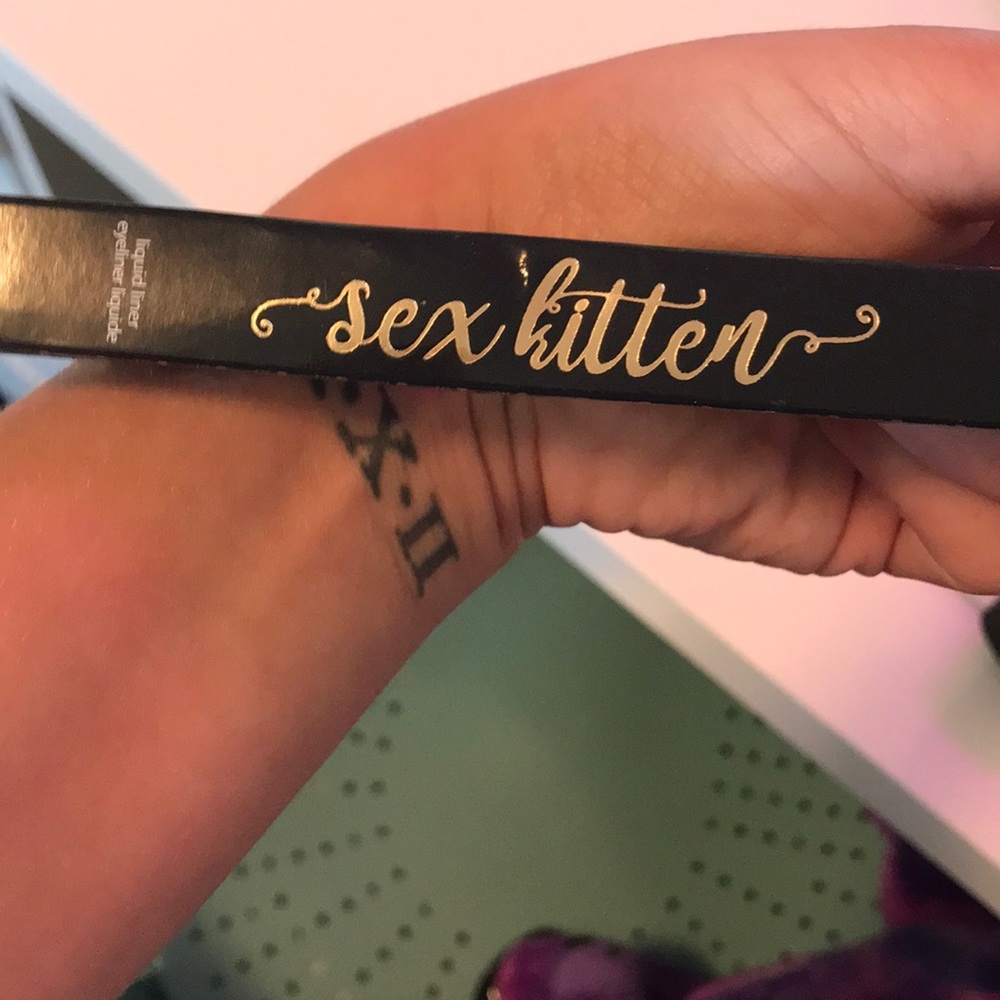 liquid liner
eyeliner liquide
sex kitten
X·II